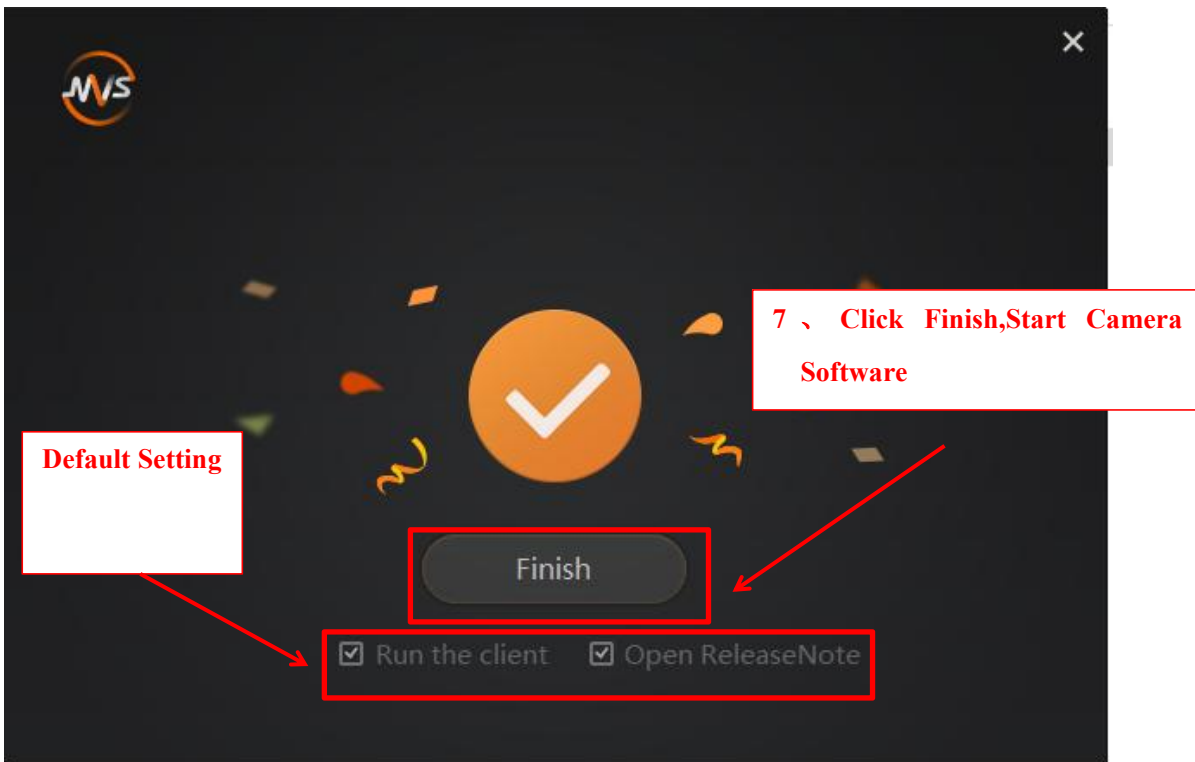 MVS
7 、 Click Finish,Start Camera
Software
Default Setting
Finish
Run the client Open ReleaseNote